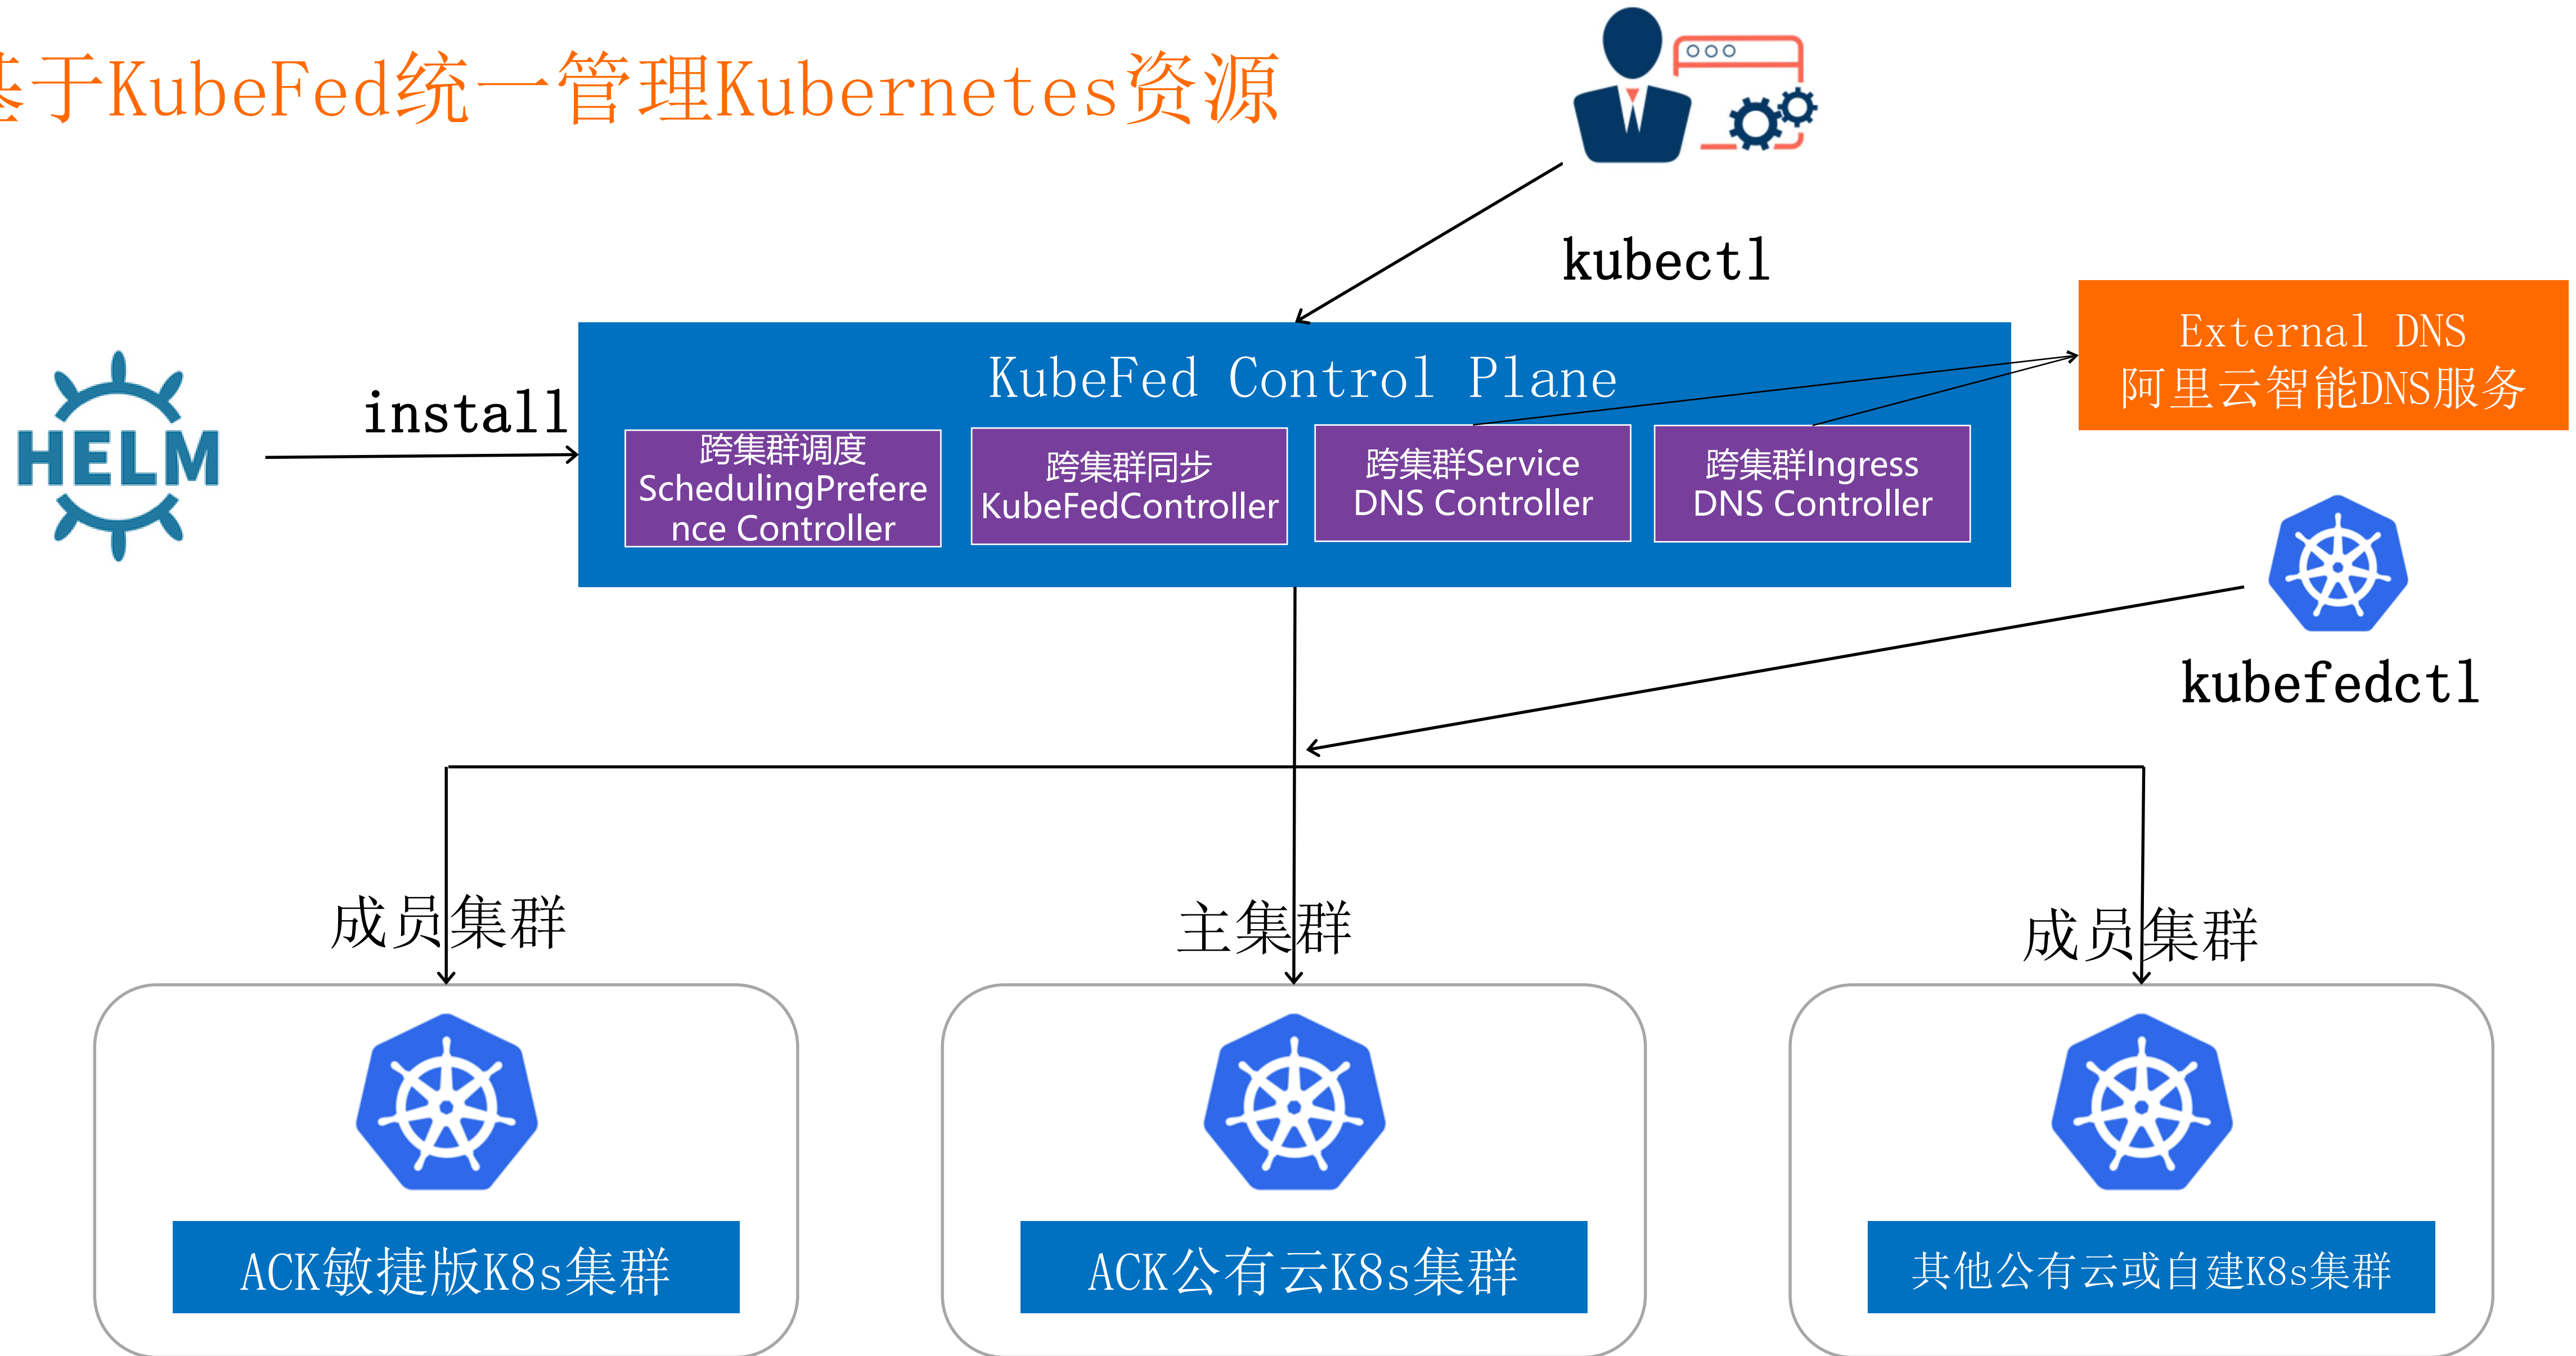 基于KubeFed统一管理Kubernetes资源
kubectl
External DNS
阿里云智能DNS服务
KubeFed Control Plane
HELM
install
跨集群调度
SchedulingPrefere
nce Controller
跨集群同步
KubeFedController
跨集群Service
DNS Controller
跨集群Ingress
DNS Controller
kubefedctl
成员集群
主集群
成员集群
ACK敏捷版K8s集群
ACK公有云K8s集群
其他公有云或自建K8s集群